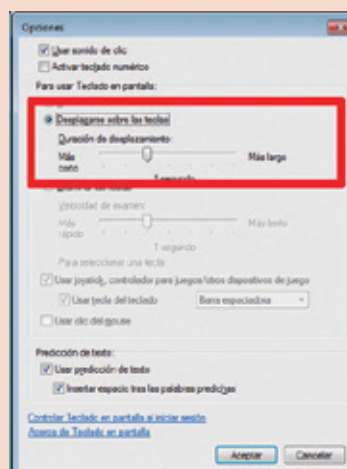 Opciones
Usar sonido de clic
Activar teclado numérico
Para usar Teclado en pantalla:
Desplazarse sobre las teclas
Duración de desplazamiento:
Más corto
Más largo
1 segundo
Velocidad de examen:
Más rápido
Más lento
1 segundo
Para seleccionar una tecla:
Usar joystick, controlador para juegos/otros dispositivos de juego
Usar tecla del teclado
Barra espaciadora
Usar clic del mouse
Predicción de texto:
Usar predicción de texto
Insertar espacio tras las palabras predichas
Controlar Teclado en pantalla al iniciar sesión
Acerca de Teclado en pantalla
Aceptar
Cancelar